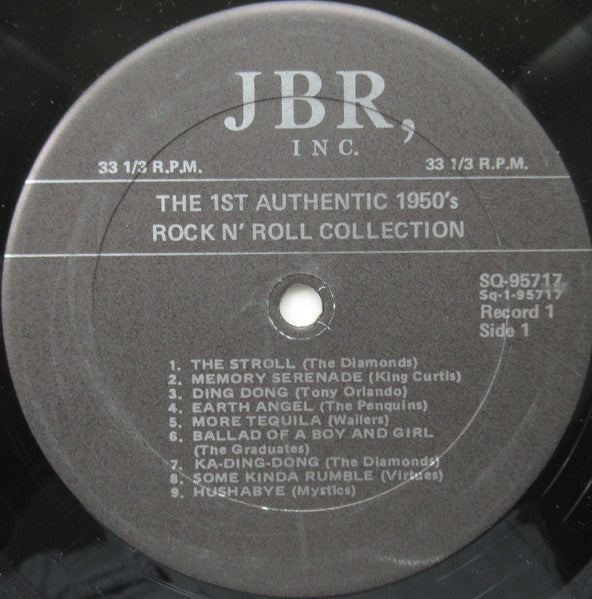 JBR,
INC.
33 1/3 R.P.M.
33 1/3 R.P.M.
THE 1ST AUTHENTIC 1950's
ROCK N' ROLL COLLECTION
SQ-95717
Sq-1-95717
Record 1
Side 1
1. THE STROLL (The Diamonds)
2. MEMORY SERENADE (King Curtis)
3. DING DONG (Tony Orlando)
4. EARTH ANGEL (The Penquins)
5. MORE TEQUILA (Wailers)
6. BALLAD OF A BOY AND GIRL
(The Graduates)
7. KA-DING-DONG (The Diamonds)
8. SOME KINDA RUMBLE (Virtues)
9. HUSHABYE (Mystics)